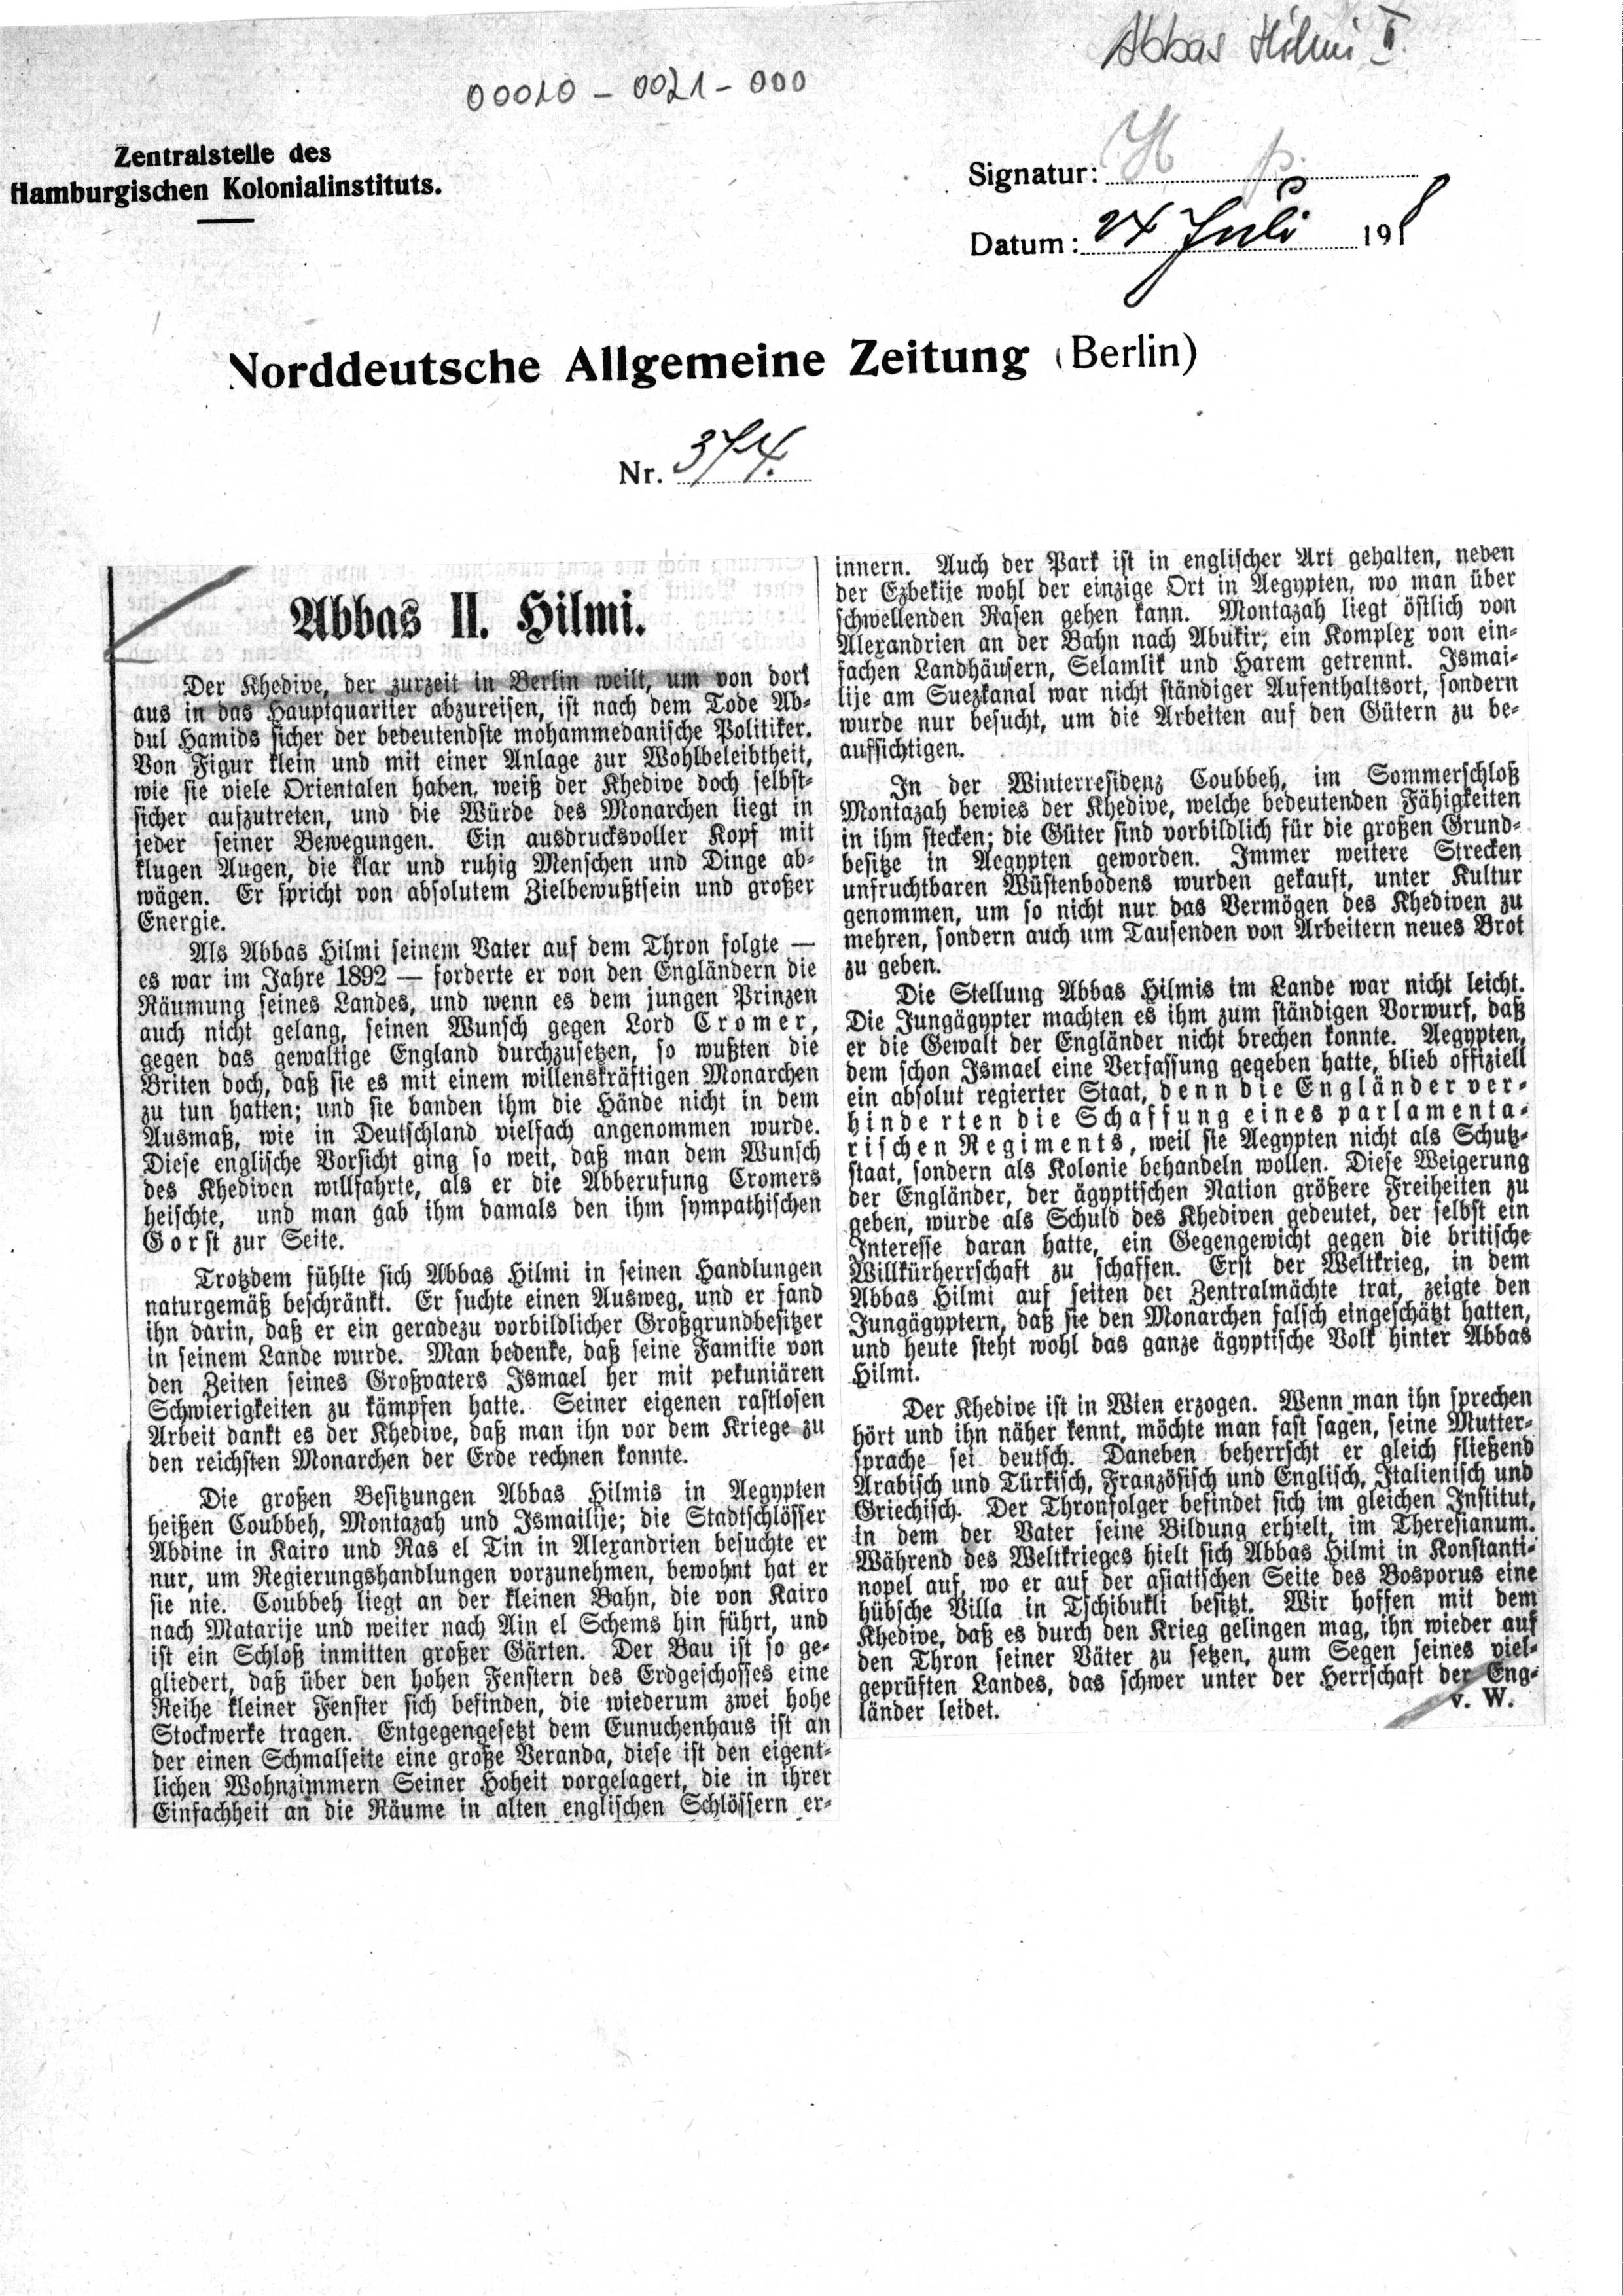 Abbas Hilmi II.
00010 - 0021 - 000
Zentralstelle des
Hamburgischen Kolonialinstituts.
Signatur: H p.
Datum: 24 Juli 1918
Norddeutsche Allgemeine Zeitung (Berlin)
Nr. 374.
Abbas II. Hilmi.
Der Khedive, der zurzeit in Berlin weilt, um von dort
aus in das Hauptquartier abzureisen, ist nach dem Tode Ab-
dul Hamids sicher der bedeutendste mohammedanische Politiker.
Von Figur klein und mit einer Anlage zur Wohlbeleibtheit,
wie sie viele Orientalen haben, weiß der Khedive doch selbst-
sicher aufzutreten, und die Würde des Monarchen liegt in
jeder seiner Bewegungen. Ein ausdrucksvoller Kopf mit
klugen Augen, die klar und ruhig Menschen und Dinge ab-
wägen. Er spricht von absolutem Zielbewußtsein und großer
Energie.
Als Abbas Hilmi seinem Vater auf dem Thron folgte —
es war im Jahre 1892 — forderte er von den Engländern die
Räumung seines Landes, und wenn es dem jungen Prinzen
auch nicht gelang, seinen Wunsch gegen Lord Cromer,
gegen das gewaltige England durchzusetzen, so wußten die
Briten doch, daß sie es mit einem willenskräftigen Monarchen
zu tun hatten; und sie banden ihm die Hände nicht in dem
Ausmaß, wie in Deutschland vielfach angenommen wurde.
Diese englische Vorsicht ging so weit, daß man dem Wunsch
des Khediven willfahrte, als er die Abberufung Cromers
heischte, und man gab ihm damals den ihm sympathischen
Gorst zur Seite.
Trotzdem fühlte sich Abbas Hilmi in seinen Handlungen
naturgemäß beschränkt. Er suchte einen Ausweg, und er fand
ihn darin, daß er ein geradezu vorbildlicher Großgrundbesitzer
in seinem Lande wurde. Man bedenke, daß seine Familie von
den Zeiten seines Großvaters Ismael her mit pekuniären
Schwierigkeiten zu kämpfen hatte. Seiner eigenen rastlosen
Arbeit dankt es der Khedive, daß man ihn vor dem Kriege zu
den reichsten Monarchen der Erde rechnen konnte.
Die großen Besitzungen Abbas Hilmis in Aegypten
heißen Coubbeh, Montazah und Ismailije; die Stadtschlösser
Abdine in Kairo und Ras el Tin in Alexandrien besuchte er
nur, um Regierungshandlungen vorzunehmen, bewohnt hat er
sie nie. Coubbeh liegt an der kleinen Bahn, die von Kairo
nach Matarije und weiter nach Ain el Schems hin führt, und
ist ein Schloß inmitten großer Gärten. Der Bau ist so ge-
gliedert, daß über den hohen Fenstern des Erdgeschosses eine
Reihe kleiner Fenster sich befinden, die wiederum zwei hohe
Stockwerke tragen. Entgegengesetzt dem Eunuchenhaus ist an
der einen Schmalseite eine große Veranda, diese ist den eigent-
lichen Wohnzimmern Seiner Hoheit vorgelagert, die in ihrer
Einfachheit an die Räume in alten englischen Schlössern er-
innern. Auch der Park ist in englischer Art gehalten, neben
der Ezbekije wohl der einzige Ort in Aegypten, wo man über
schwellenden Rasen gehen kann. Montazah liegt östlich von
Alexandrien an der Bahn nach Abukir; ein Komplex von ein-
fachen Landhäusern, Selamlik und Harem getrennt. Ismai-
lije am Suezkanal war nicht ständiger Aufenthaltsort, sondern
wurde nur besucht, um die Arbeiten auf den Gütern zu be-
aufsichtigen.
In der Winterresidenz Coubbeh, im Sommerschloß
Montazah bewies der Khedive, welche bedeutenden Fähigkeiten
in ihm stecken; die Güter sind vorbildlich für die großen Grund-
besitze in Aegypten geworden. Immer weitere Strecken
unfruchtbaren Wüstenbodens wurden gekauft, unter Kultur
genommen, um so nicht nur das Vermögen des Khediven zu
mehren, sondern auch um Tausenden von Arbeitern neues Brot
zu geben.
Die Stellung Abbas Hilmis im Lande war nicht leicht.
Die Jungägypter machten es ihm zum ständigen Vorwurf, daß
er die Gewalt der Engländer nicht brechen konnte. Aegypten,
dem schon Ismael eine Verfassung gegeben hatte, blieb offiziell
ein absolut regierter Staat, denn die Engländer ver-
hinderten die Schaffung eines parlamenta-
rischen Regiments, weil sie Aegypten nicht als Schutz-
staat, sondern als Kolonie behandeln wollen. Diese Weigerung
der Engländer, der ägyptischen Nation größere Freiheiten zu
geben, wurde als Schuld des Khediven gedeutet, der selbst ein
Interesse daran hatte, ein Gegengewicht gegen die britische
Willkürherrschaft zu schaffen. Erst der Weltkrieg, in dem
Abbas Hilmi auf seiten der Zentralmächte trat, zeigte den
Jungägyptern, daß sie den Monarchen falsch eingeschätzt hatten,
und heute steht wohl das ganze ägyptische Volk hinter Abbas
Hilmi.
Der Khedive ist in Wien erzogen. Wenn man ihn sprechen
hört und ihn näher kennt, möchte man fast sagen, seine Mutter-
sprache sei deutsch. Daneben beherrscht er gleich fließend
Arabisch und Türkisch, Französisch und Englisch, Italienisch und
Griechisch. Der Thronfolger befindet sich im gleichen Institut,
in dem der Vater seine Bildung erhielt, im Theresianum.
Während des Weltkrieges hielt sich Abbas Hilmi in Konstanti-
nopel auf, wo er auf der asiatischen Seite des Bosporus eine
hübsche Villa in Tschibukli besitzt. Wir hoffen mit dem
Khedive, daß es durch den Krieg gelingen mag, ihn wieder auf
den Thron seiner Väter zu setzen, zum Segen seines viel-
geprüften Landes, das schwer unter der Herrschaft der Eng-
länder leidet.
v. W.